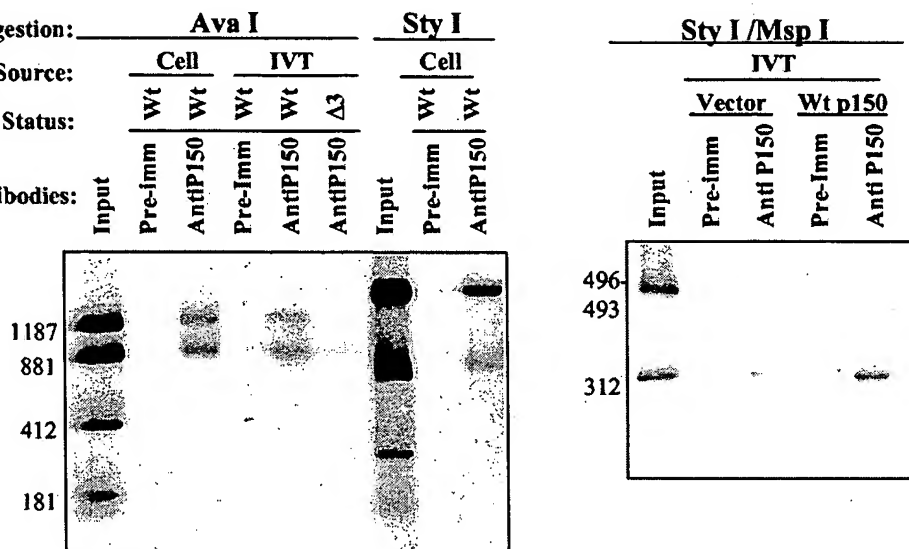 gestion: Ava I Sty I
Source: Cell IVT Cell
Status: Wt Wt Wt Wt Δ3 Wt Wt
ibodies: Input Pre-imm AntiP150 Pre-Imm AntiP150 AntiP150 Input Pre-imm AntiP150
1187
881
412
181
Sty I /Msp I
IVT
Vector Wt p150
Input Pre-imm Anti P150 Pre-Imm Anti P150
496-
493
312